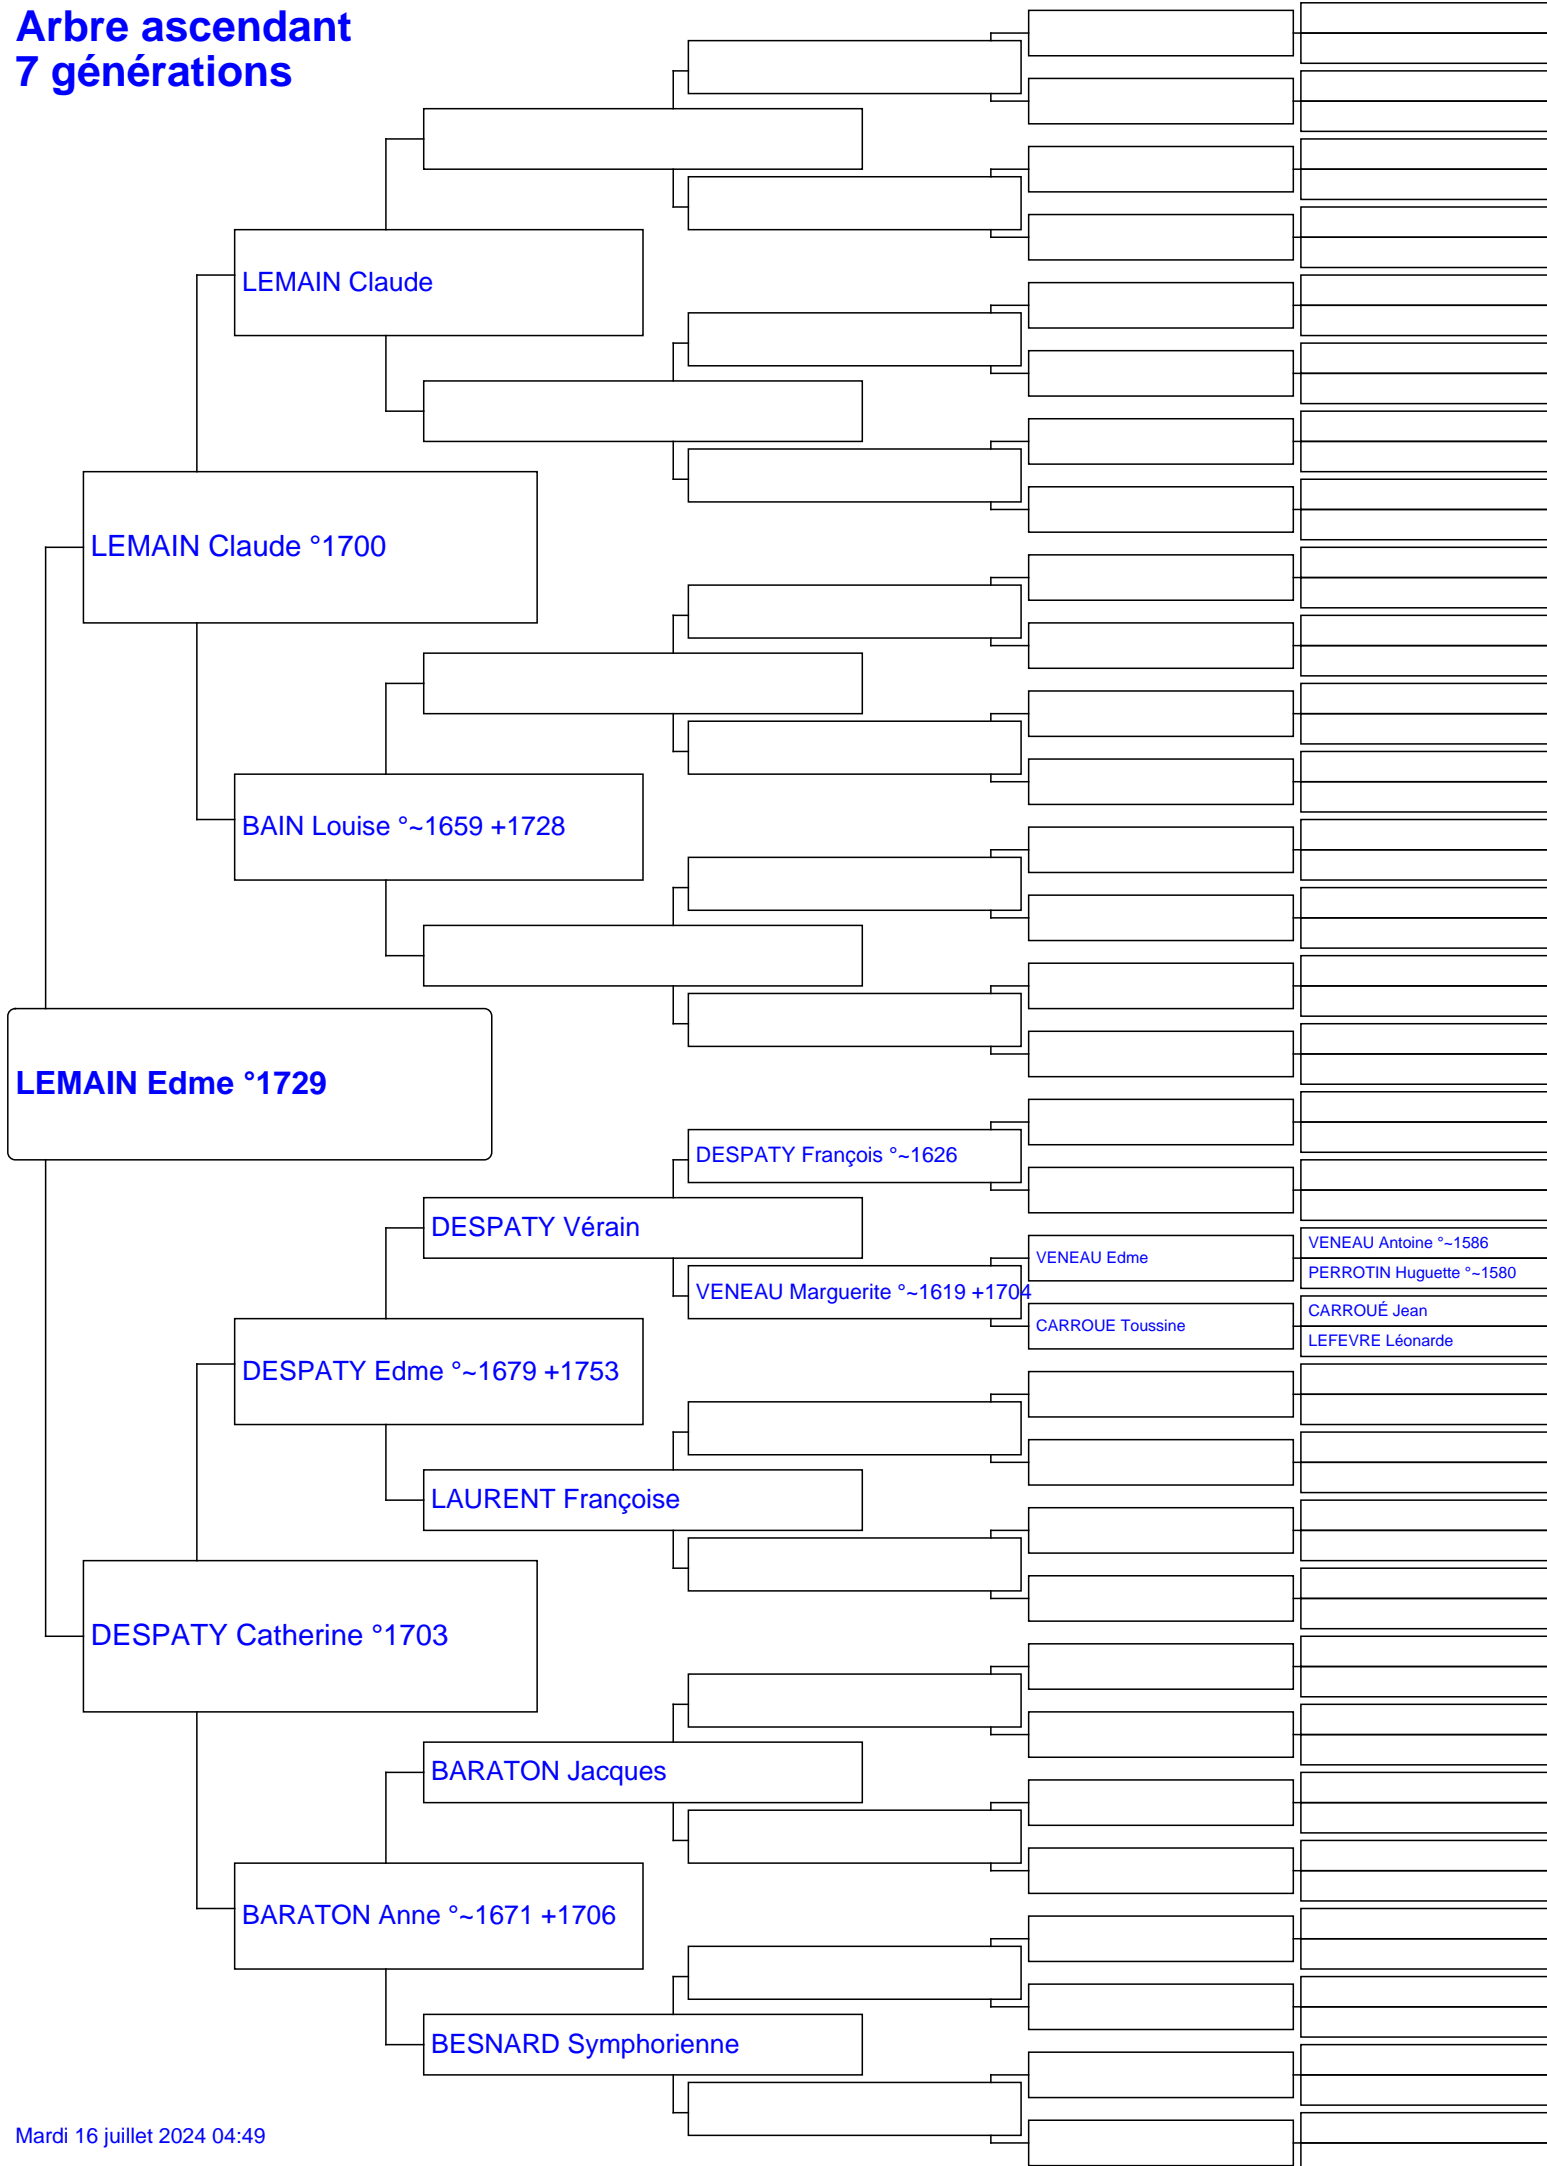 Arbre ascendant
7 générations
LEMAIN Claude
LEMAIN Claude °1700
BAIN Louise °~1659 +1728
LEMAIN Edme °1729
DESPATY François °~1626
DESPATY Vérain
VENEAU Antoine °~1586
VENEAU Edme
PERROTIN Huguette °~1580
VENEAU Marguerite °~1619 +1704
CARROUÉ Jean
CARROUE Toussine
LEFEVRE Léonarde
DESPATY Edme °~1679 +1753
LAURENT Françoise
DESPATY Catherine °1703
BARATON Jacques
BARATON Anne °~1671 +1706
BESNARD Symphorienne
Mardi 16 juillet 2024 04:49